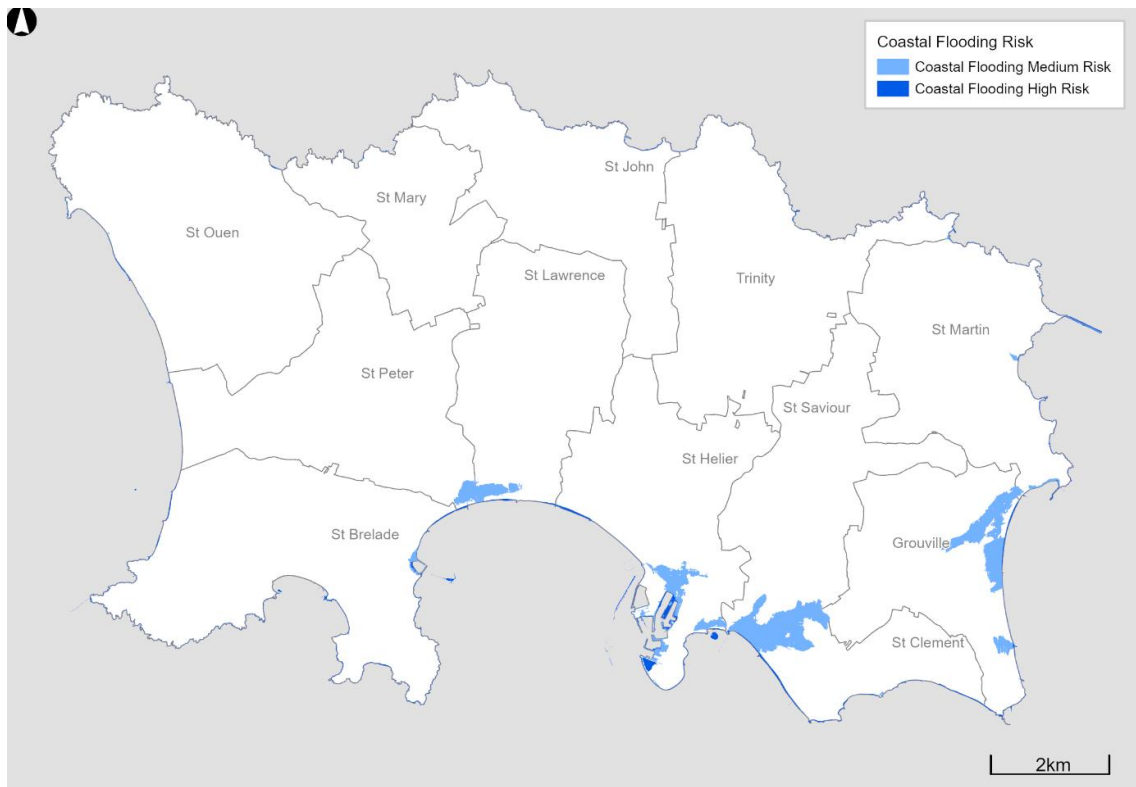 Coastal Flooding Risk
Coastal Flooding Medium Risk
Coastal Flooding High Risk
St John
St Mary
St Ouen
St Lawrence
Trinity
St Martin
St Peter
St Saviour
St Helier
St Brelade
Grouville
St Clement
2km